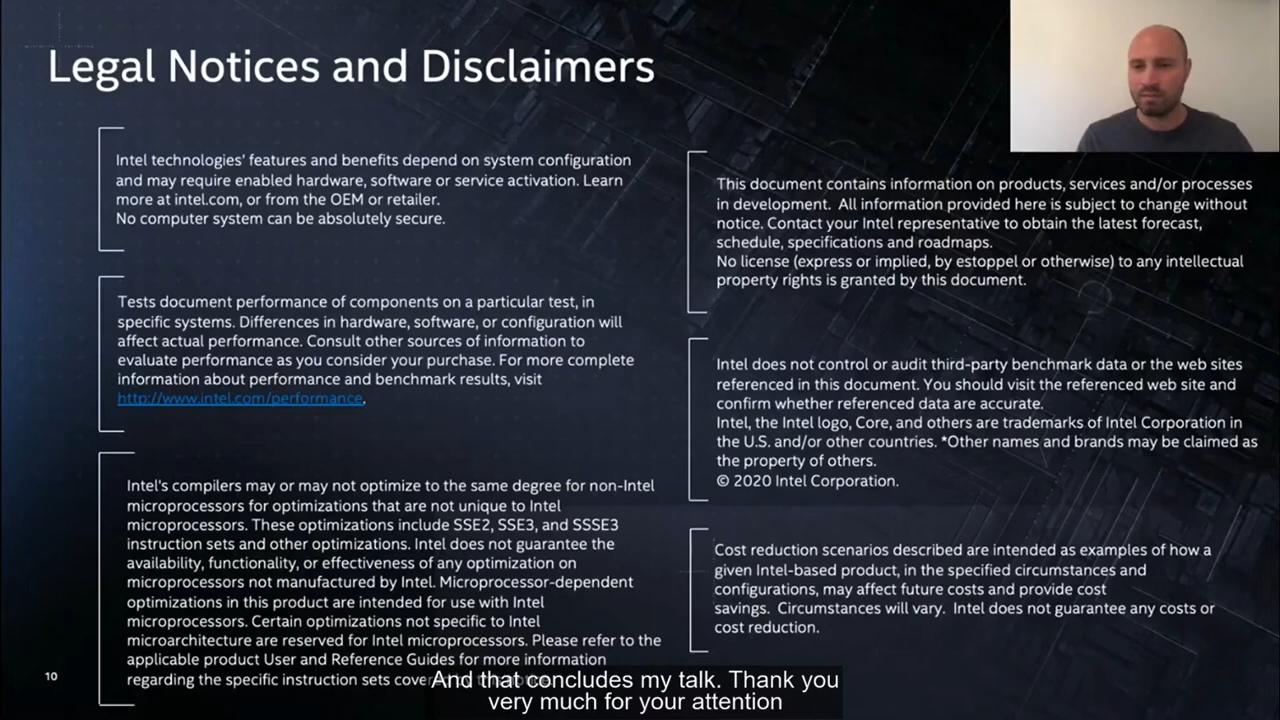 Legal Notices and Disclaimers
Intel technologies' features and benefits depend on system configuration
and may require enabled hardware, software or service activation. Learn
more at intel.com, or from the OEM or retailer.
No computer system can be absolutely secure.
Tests document performance of components on a particular test, in
specific systems. Differences in hardware, software, or configuration will
affect actual performance. Consult other sources of information to
evaluate performance as you consider your purchase. For more complete
information about performance and benchmark results, visit
http://www.intel.com/performance.
Intel's compilers may or may not optimize to the same degree for non-Intel
microprocessors for optimizations that are not unique to Intel
microprocessors. These optimizations include SSE2, SSE3, and SSSE3
instruction sets and other optimizations. Intel does not guarantee the
availability, functionality, or effectiveness of any optimization on
microprocessors not manufactured by Intel. Microprocessor-dependent
optimizations in this product are intended for use with Intel
microprocessors. Certain optimizations not specific to Intel
microarchitecture are reserved for Intel microprocessors. Please refer to the
applicable product User and Reference Guides for more information
regarding the specific instruction sets
This document contains information on products, services and/or processes
in development. All information provided here is subject to change without
notice. Contact your Intel representative to obtain the latest forecast,
schedule, specifications and roadmaps.
No license (express or implied, by estoppel or otherwise) to any intellectual
property rights is granted by this document.
Intel does not control or audit third-party benchmark data or the web sites
referenced in this document. You should visit the referenced web site and
confirm whether referenced data are accurate.
Intel, the Intel logo, Core, and others are trademarks of Intel Corporation in
the U.S. and/or other countries. *Other names and brands may be claimed as
the property of others.
© 2020 Intel Corporation.
Cost reduction scenarios described are intended as examples of how a
given Intel-based product, in the specified circumstances and
configurations, may affect future costs and provide cost
savings. Circumstances will vary. Intel does not guarantee any costs or
cost reduction.
10
And that concludes my talk. Thank you
very much for your attention